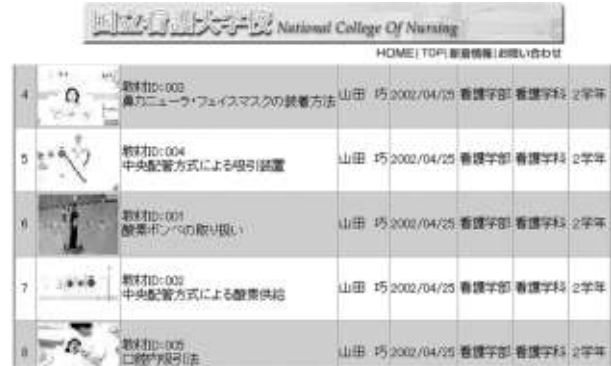 国立看護大学校 National College Of Nursing
HOME| TOP| 新着情報| お問い合わせ
4 教材ID:003 山田 巧 2002/04/25 看護学部 看護学科 2学年
鼻カニューラ・フェイスマスクの装着方法
5 教材ID:004 山田 巧 2002/04/25 看護学部 看護学科 2学年
中央配管方式による吸引装置
6 教材ID:001 山田 巧 2002/04/25 看護学部 看護学科 2学年
酸素ボンベの取り扱い
7 教材ID:002 山田 巧 2002/04/25 看護学部 看護学科 2学年
中央配管方式による酸素供給
8 教材ID:005 山田 巧 2002/04/25 看護学部 看護学科 2学年
口腔内吸引法